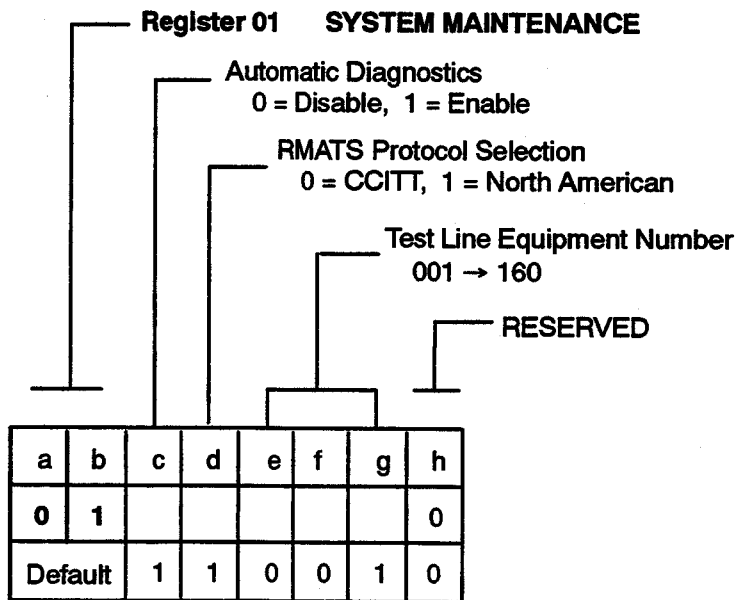 Register 01 SYSTEM MAINTENANCE
Automatic Diagnostics
0 = Disable, 1 = Enable
RMATS Protocol Selection
0 = CCITT, 1 = North American
Test Line Equipment Number
001 → 160
RESERVED
a b c d e f g h
0 1 0
Default 1 1 0 0 1 0